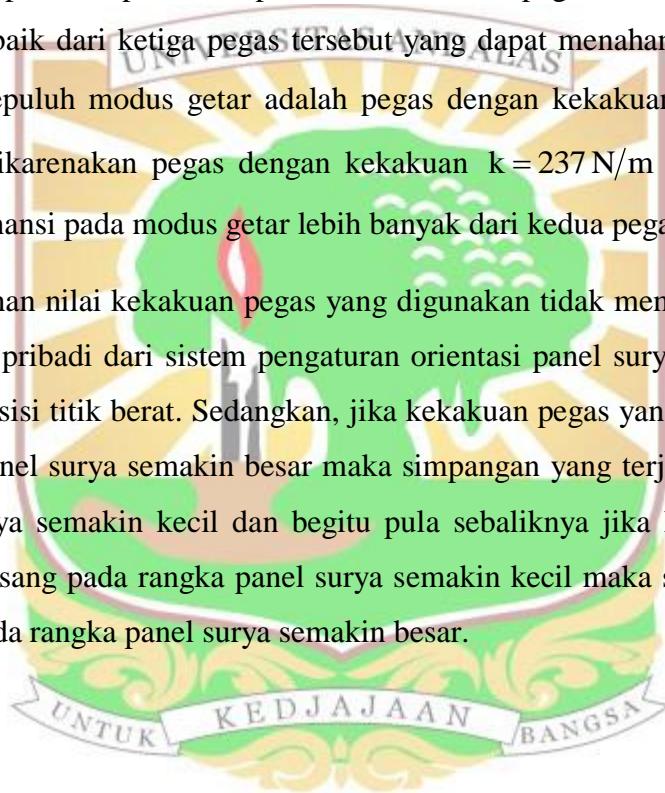 baik dari ketiga pegas tersebut yang dapat menahan
UNIVERSITAS ANDALAS
epuluh modus getar adalah pegas dengan kekakuan
ikarenakan pegas dengan kekakuan k = 237 N/m
nansi pada modus getar lebih banyak dari kedua pega
nan nilai kekakuan pegas yang digunakan tidak men
pribadi dari sistem pengaturan orientasi panel sury
sisi titik berat. Sedangkan, jika kekakuan pegas yan
nel surya semakin besar maka simpangan yang terj
ya semakin kecil dan begitu pula sebaliknya jika
sang pada rangka panel surya semakin kecil maka s
da rangka panel surya semakin besar.
UNTUK KEDJAJAAN BANGSA